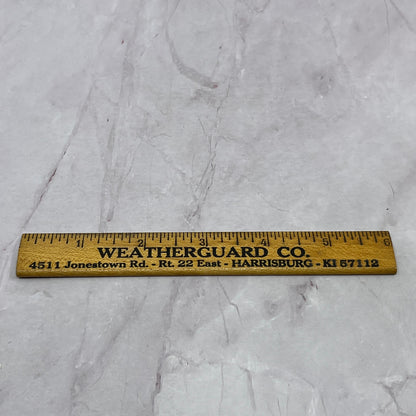 1 2 3 4 5 6
WEATHERGUARD CO.
4511 Jonestown Rd. - Rt. 22 East - HARRISBURG - KI 57112